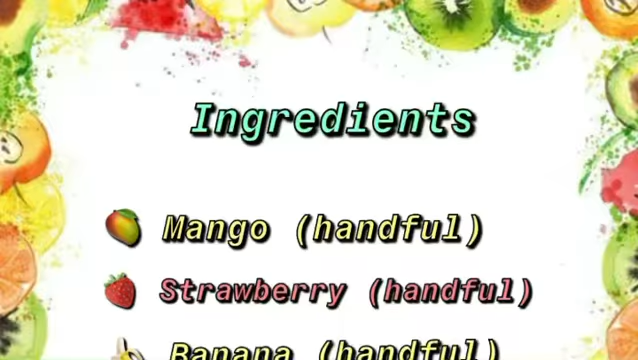 Ingredients
🥭 Mango (handful)
🍓 Strawberry (handful)
🍌 Banana (handful)